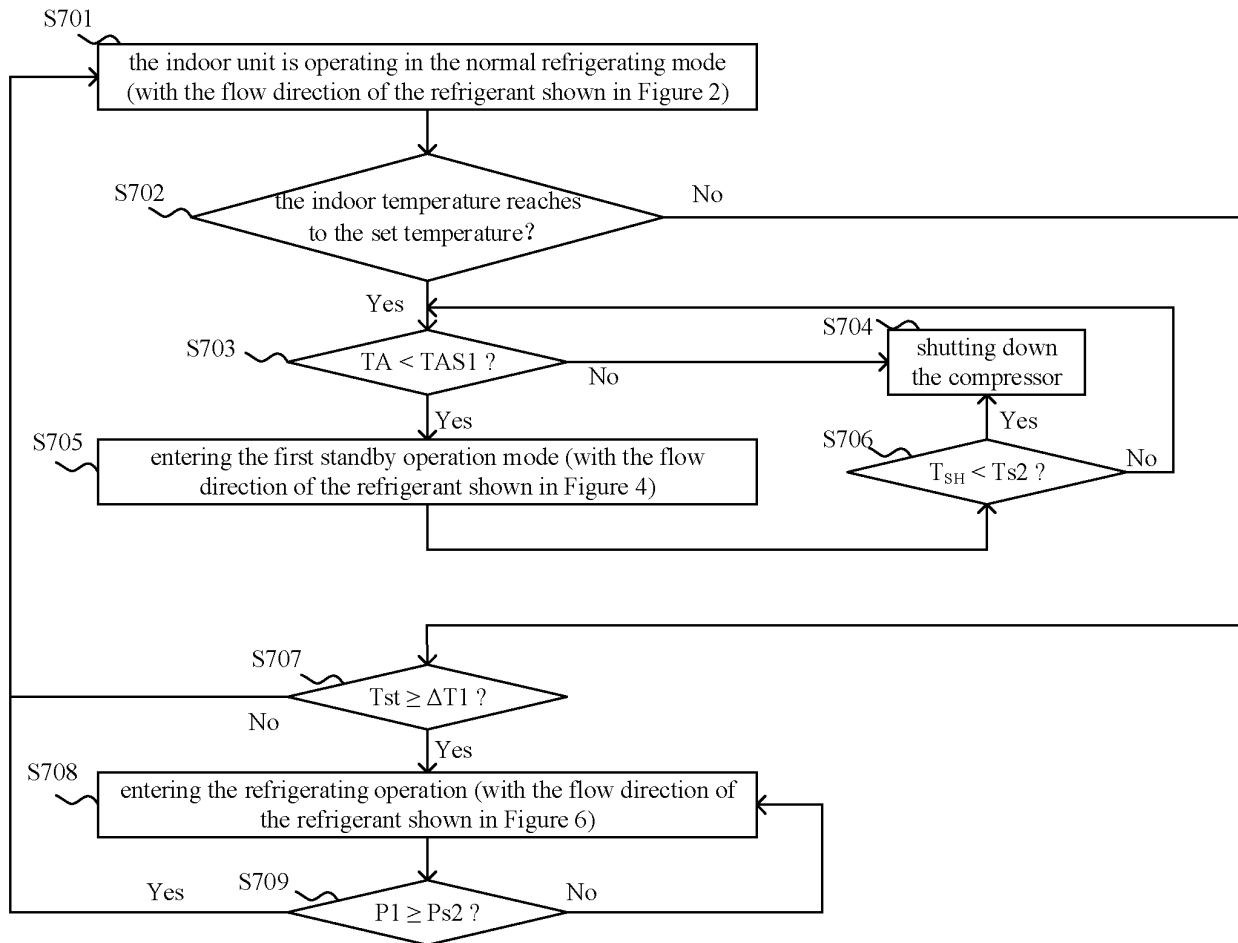 S701
the indoor unit is operating in the normal refrigerating mode
(with the flow direction of the refrigerant shown in Figure 2)
S702
the indoor temperature reaches
to the set temperature?
No
Yes
S703
TA < TAS1 ?
No
S704
shutting down
the compressor
Yes
Yes
S705
entering the first standby operation mode (with the flow
direction of the refrigerant shown in Figure 4)
S706
T_SH < Ts2 ?
No
S707
Tst ≥ ΔT1 ?
No
Yes
S708
entering the refrigerating operation (with the flow direction of
the refrigerant shown in Figure 6)
S709
P1 ≥ Ps2 ?
Yes
No